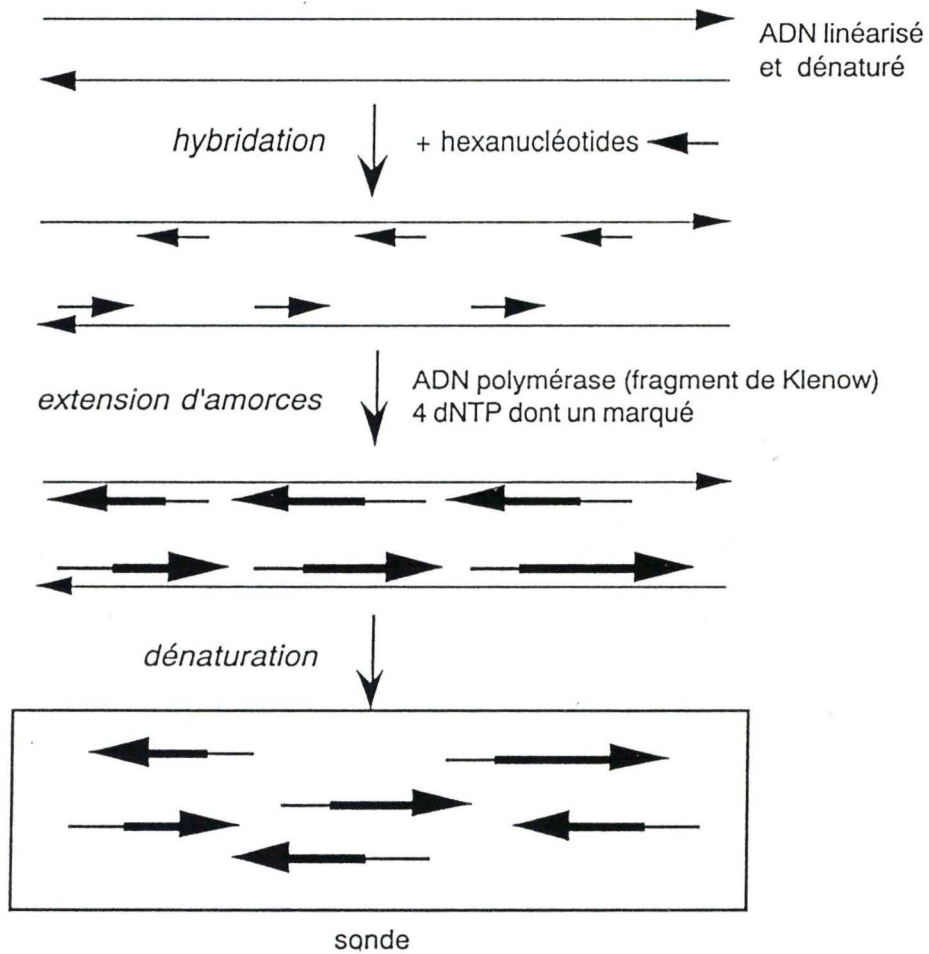 ADN linéarisé
et dénaturé
hybridation
+ hexanucléotides
extension d'amorces
ADN polymérase (fragment de Klenow)
4 dNTP dont un marqué
dénaturation
sonde